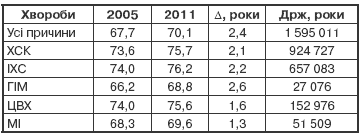 Хвороби 2005 2011 Δ, роки Држ, роки
Усі причини 67,7 70,1 2,4 1 595 011
ХСК 73,6 75,7 2,1 924 727
ІХС 74,0 76,2 2,2 657 083
ГІМ 66,2 68,8 2,6 27 076
ЦВХ 74,0 75,6 1,6 152 976
МІ 68,3 69,6 1,3 51 509